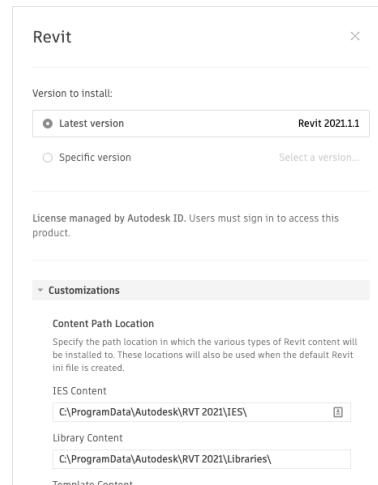 Revit
Version to install:
Latest version Revit 2021.1.1
Specific version Select a version...
License managed by Autodesk ID. Users must sign in to access this
product.
Customizations
Content Path Location
Specify the path location in which the various types of Revit content will
be installed to. These locations will also be used when the default Revit
ini file is created.
IES Content
C:\ProgramData\Autodesk\RVT 2021\IES\
Library Content
C:\ProgramData\Autodesk\RVT 2021\Libraries\
Template Content